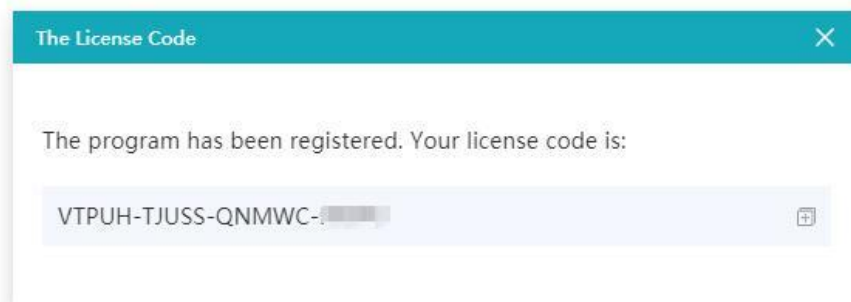 The License Code
The program has been registered. Your license code is:
VTPUH-TJUSS-QNMWC-